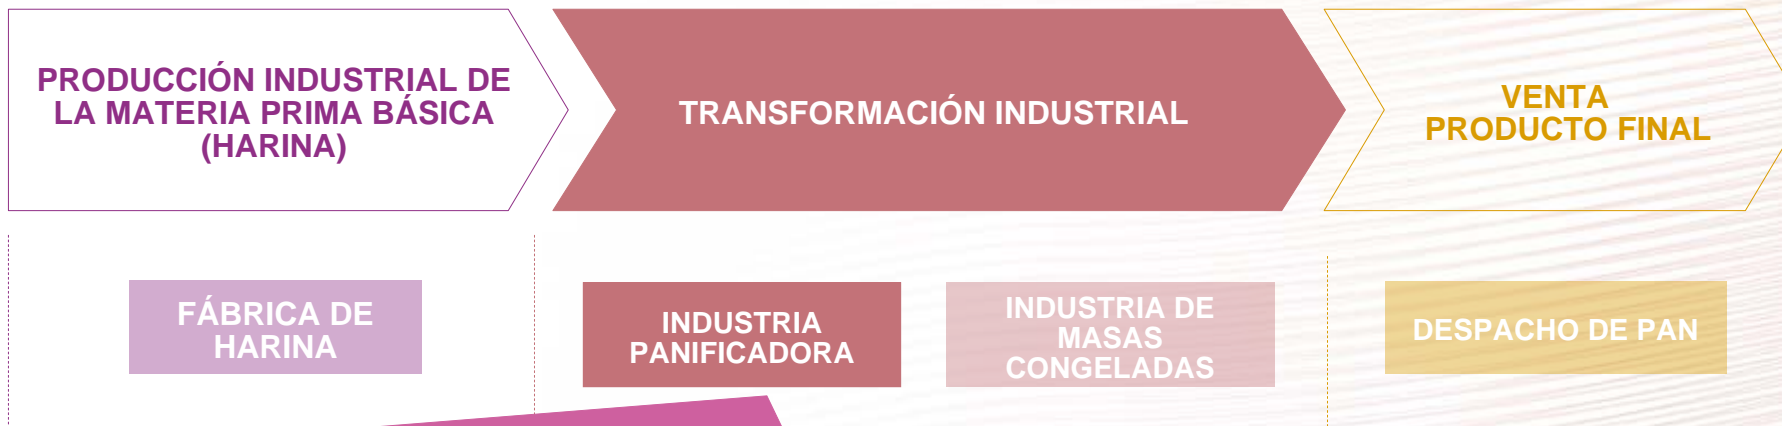 PRODUCCIÓN INDUSTRIAL DE
LA MATERIA PRIMA BÁSICA
(HARINA)
TRANSFORMACIÓN INDUSTRIAL
VENTA
PRODUCTO FINAL
FÁBRICA DE
HARINA
INDUSTRIA
PANIFICADORA
INDUSTRIA DE
MASAS
CONGELADAS
DESPACHO DE PAN